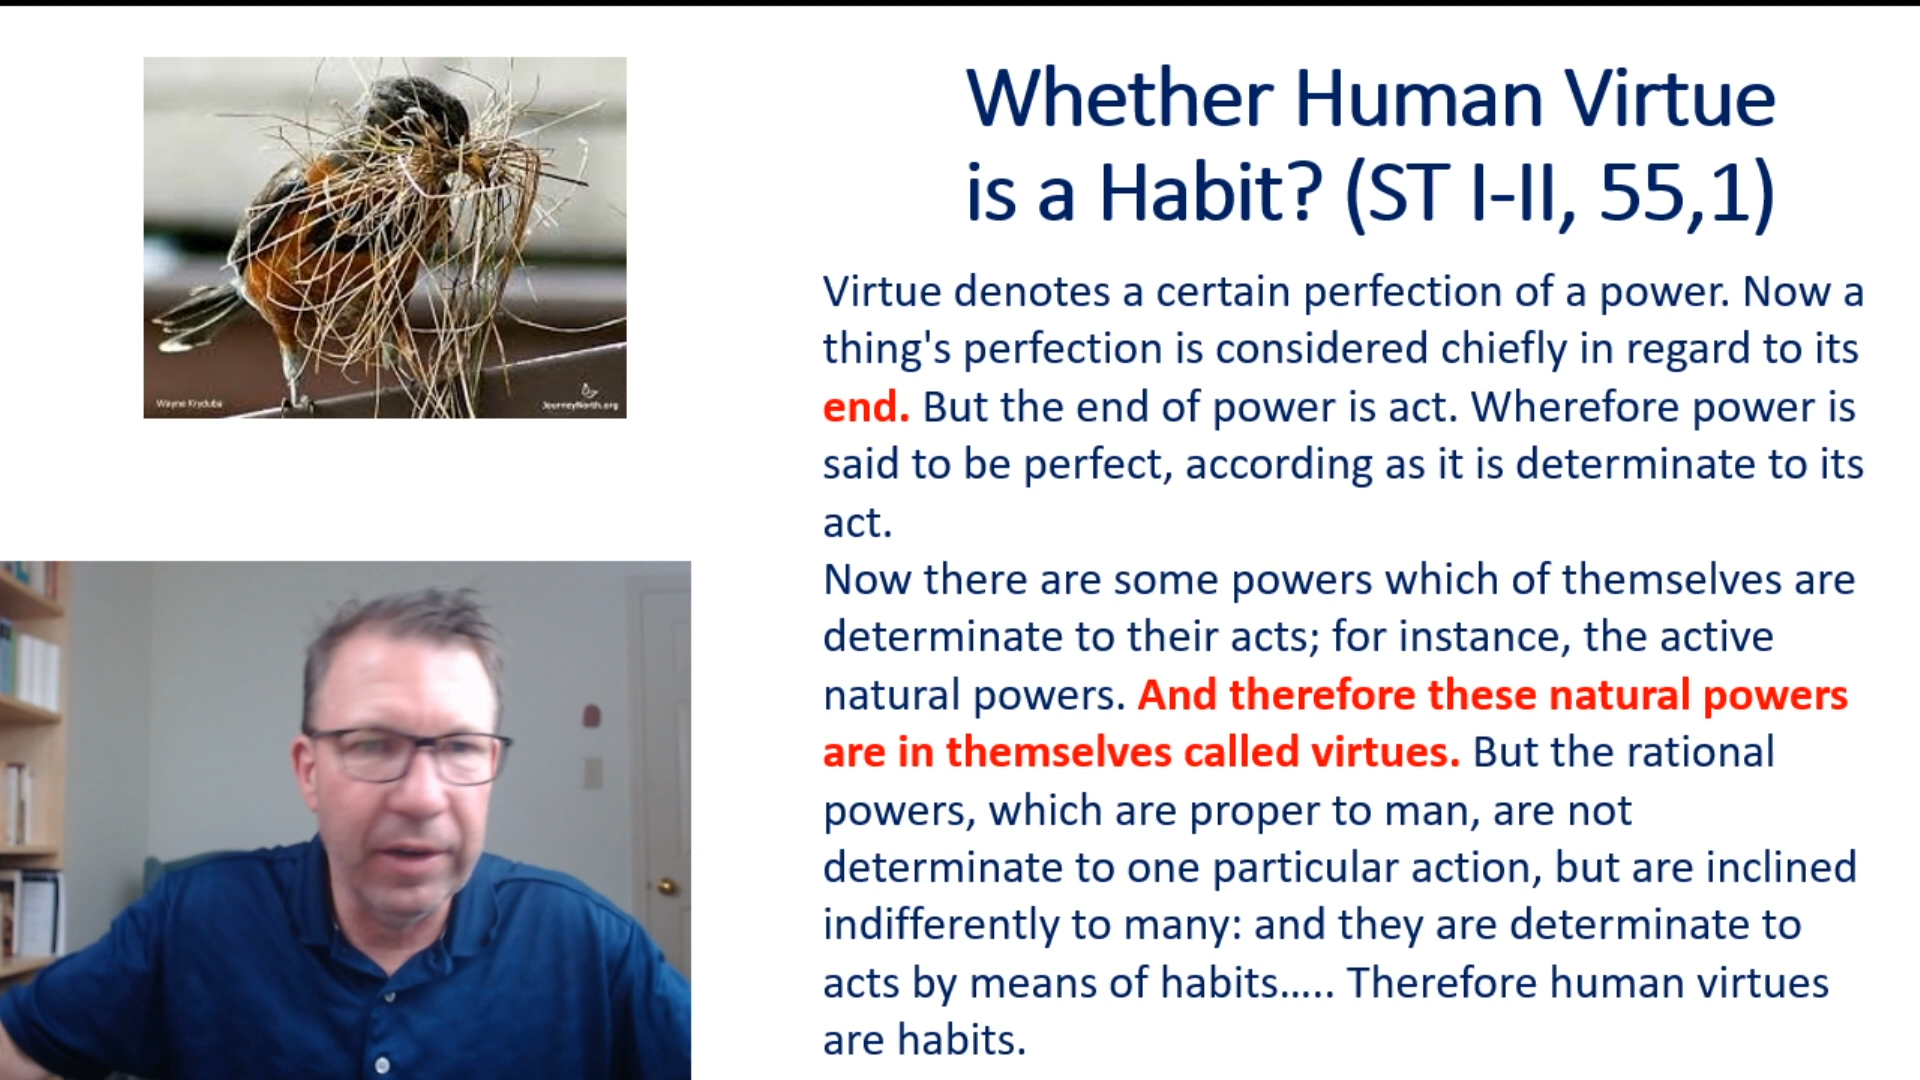 Whether Human Virtue
is a Habit? (ST I-II, 55,1)
Wayne Kryduba
JourneyNorth.org
Virtue denotes a certain perfection of a power. Now a
thing's perfection is considered chiefly in regard to its
end. But the end of power is act. Wherefore power is
said to be perfect, according as it is determinate to its
act.
Now there are some powers which of themselves are
determinate to their acts; for instance, the active
natural powers. And therefore these natural powers
are in themselves called virtues. But the rational
powers, which are proper to man, are not
determinate to one particular action, but are inclined
indifferently to many: and they are determinate to
acts by means of habits..... Therefore human virtues
are habits.